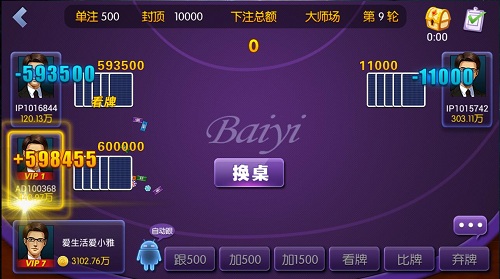 单注 500 封顶 10000 下注总额 大师场 第 9 轮
0
0:00
593500
-593500
看牌
IP1016844
120.13万
11000
-11000
IP1015742
303.11万
600000
+598455
VIP 1
AD100368
Baiyi
换桌
爱生活爱小雅
VIP 7
3102.76万
自动跟
跟500 加500 加1500 看牌 比牌 弃牌